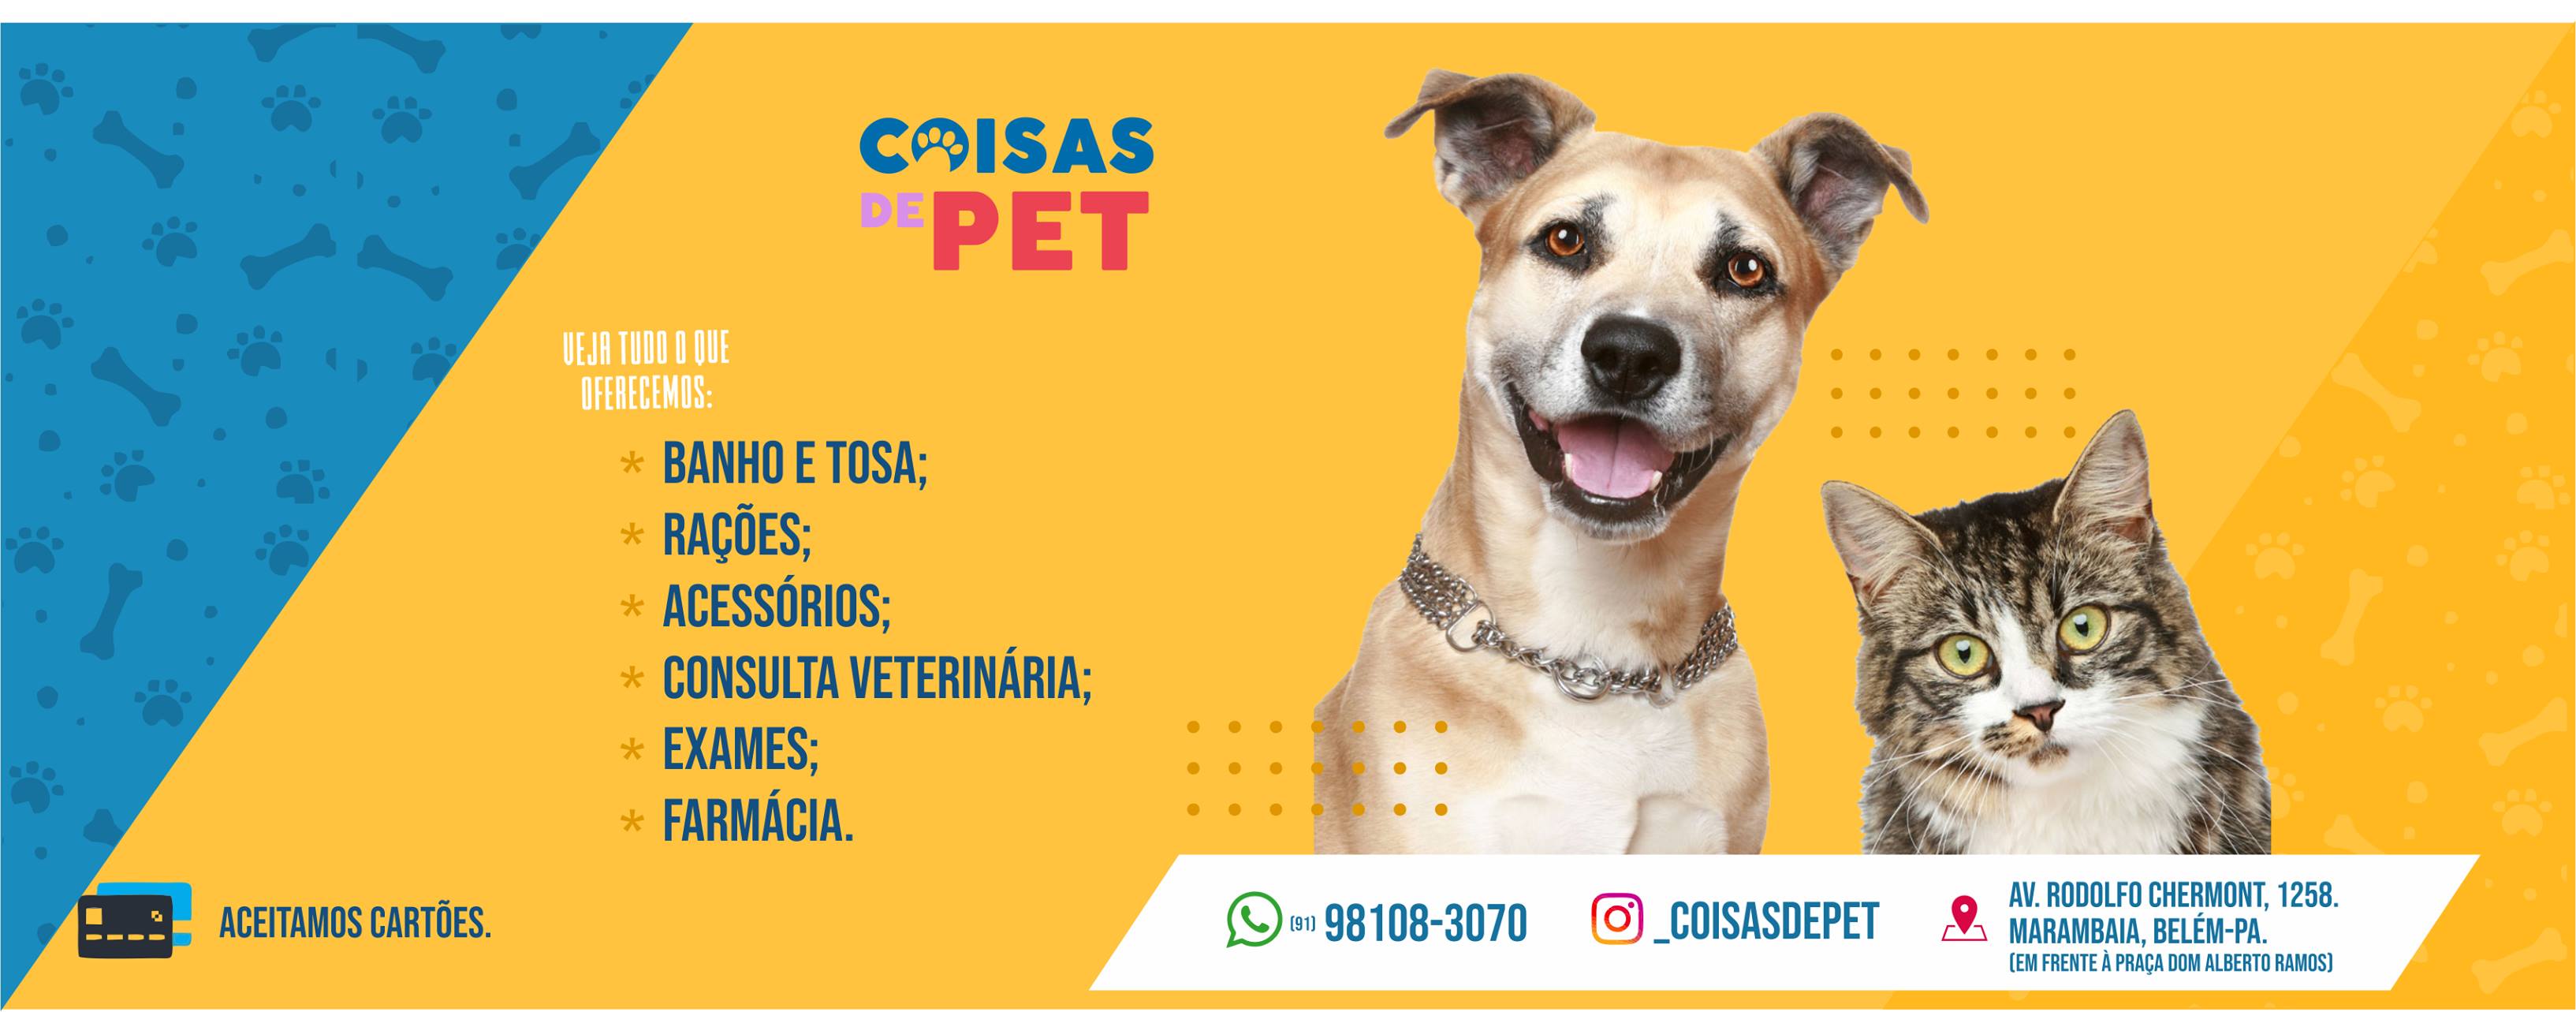 COISAS
DE PET
VEJA TUDO O QUE
OFERECEMOS:
* BANHO E TOSA;
* RAÇÕES;
* ACESSÓRIOS;
* CONSULTA VETERINÁRIA;
* EXAMES;
* FARMÁCIA.
ACEITAMOS CARTÕES.
(91) 98108-3070
_COISASDEPET
AV. RODOLFO CHERMONT, 1258.
MARAMBAIA, BELÉM-PA.
(EM FRENTE À PRAÇA DOM ALBERTO RAMOS)